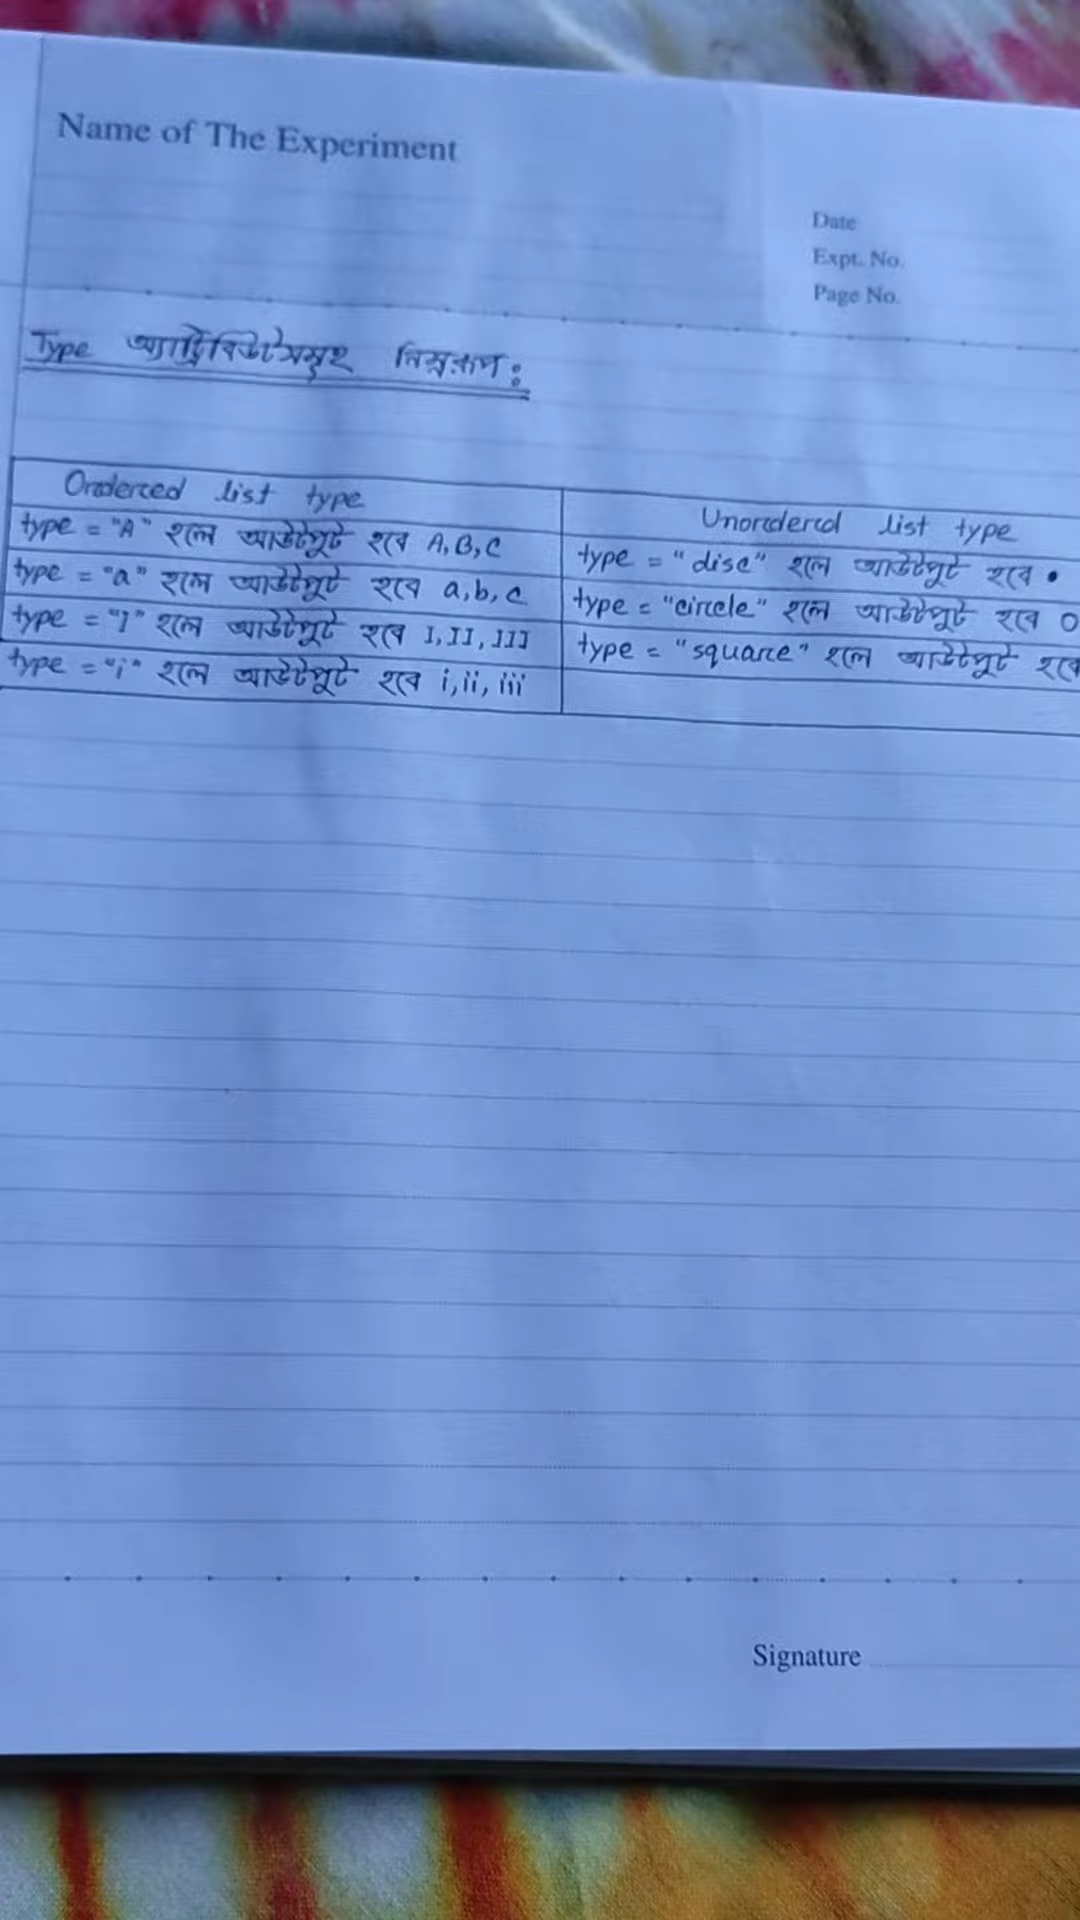 Name of The Experiment
Date
Expt. No.
Page No.
Type অ্যাট্রিবিউটসমূহ নিম্নরূপ:
Ordered list type
type = "A" হলে আউটপুট হবে A, B, C
type = "a" হলে আউটপুট হবে a, b, c
type = "I" হলে আউটপুট হবে I, II, III
type = "i" হলে আউটপুট হবে i, ii, iii
Unordered list type
type = "disc" হলে আউটপুট হবে •
type = "circle" হলে আউটপুট হবে O
type = "square" হলে আউটপুট হবে
Signature